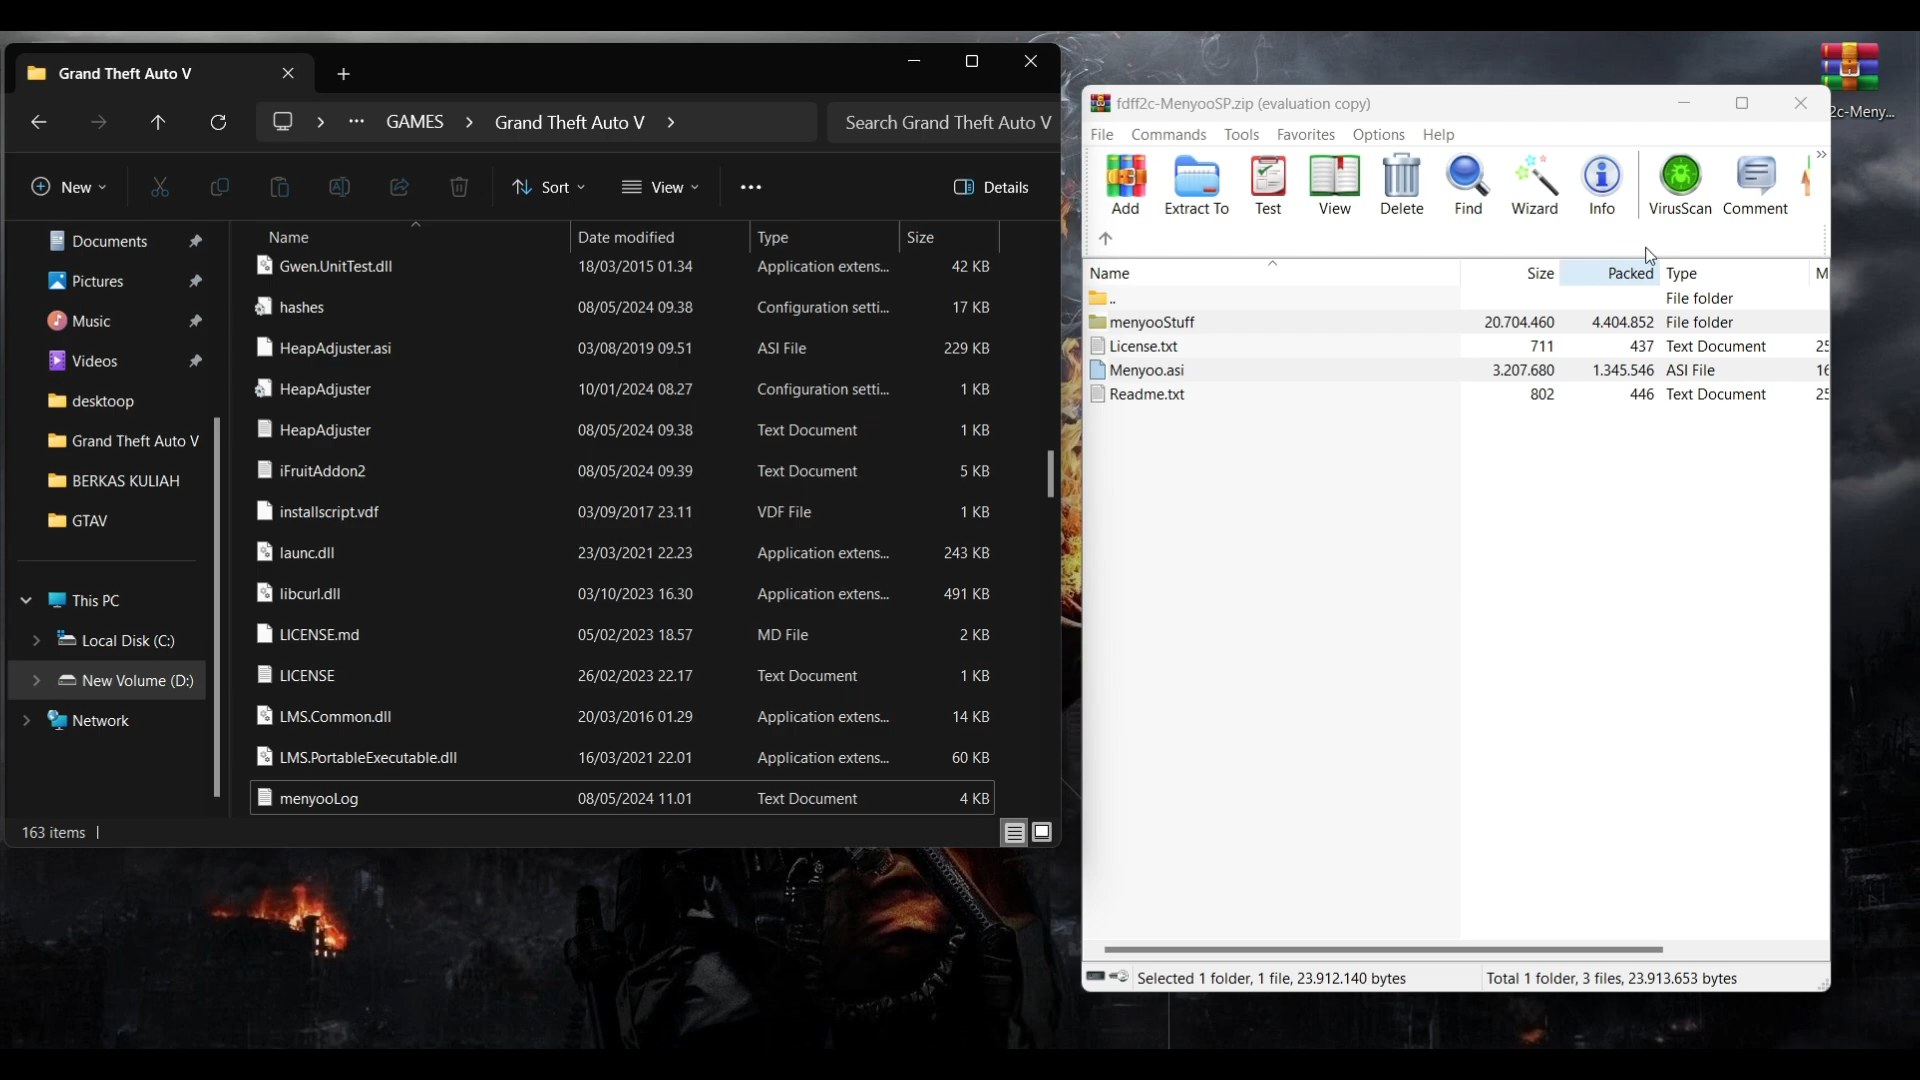 Grand Theft Auto V
GAMES > Grand Theft Auto V >
Search Grand Theft Auto V
New
Sort
View
Details
Documents
Pictures
Music
Videos
desktoop
Grand Theft Auto V
BERKAS KULIAH
GTAV
This PC
Local Disk (C:)
New Volume (D:)
Network
Name Date modified Type Size
Gwen.UnitTest.dll 18/03/2015 01.34 Application extens... 42 KB
hashes 08/05/2024 09.38 Configuration setti... 17 KB
HeapAdjuster.asi 03/08/2019 09.51 ASI File 229 KB
HeapAdjuster 10/01/2024 08.27 Configuration setti... 1 KB
HeapAdjuster 08/05/2024 09.38 Text Document 1 KB
iFruitAddon2 08/05/2024 09.39 Text Document 5 KB
installscript.vdf 03/09/2017 23.11 VDF File 1 KB
launc.dll 23/03/2021 22.23 Application extens... 243 KB
libcurl.dll 03/10/2023 16.30 Application extens... 491 KB
LICENSE.md 05/02/2023 18.57 MD File 2 KB
LICENSE 26/02/2023 22.17 Text Document 1 KB
LMS.Common.dll 20/03/2016 01.29 Application extens... 14 KB
LMS.PortableExecutable.dll 16/03/2021 22.01 Application extens... 60 KB
menyooLog 08/05/2024 11.01 Text Document 4 KB
163 items
2c-Meny...
fdff2c-MenyooSP.zip (evaluation copy)
File Commands Tools Favorites Options Help
Add Extract To Test View Delete Find Wizard Info VirusScan Comment
Name Size Packed Type M
.. File folder
menyooStuff 20.704.460 4.404.852 File folder
License.txt 711 437 Text Document 25
Menyoo.asi 3.207.680 1.345.546 ASI File 16
Readme.txt 802 446 Text Document 25
Selected 1 folder, 1 file, 23.912.140 bytes
Total 1 folder, 3 files, 23.913.653 bytes